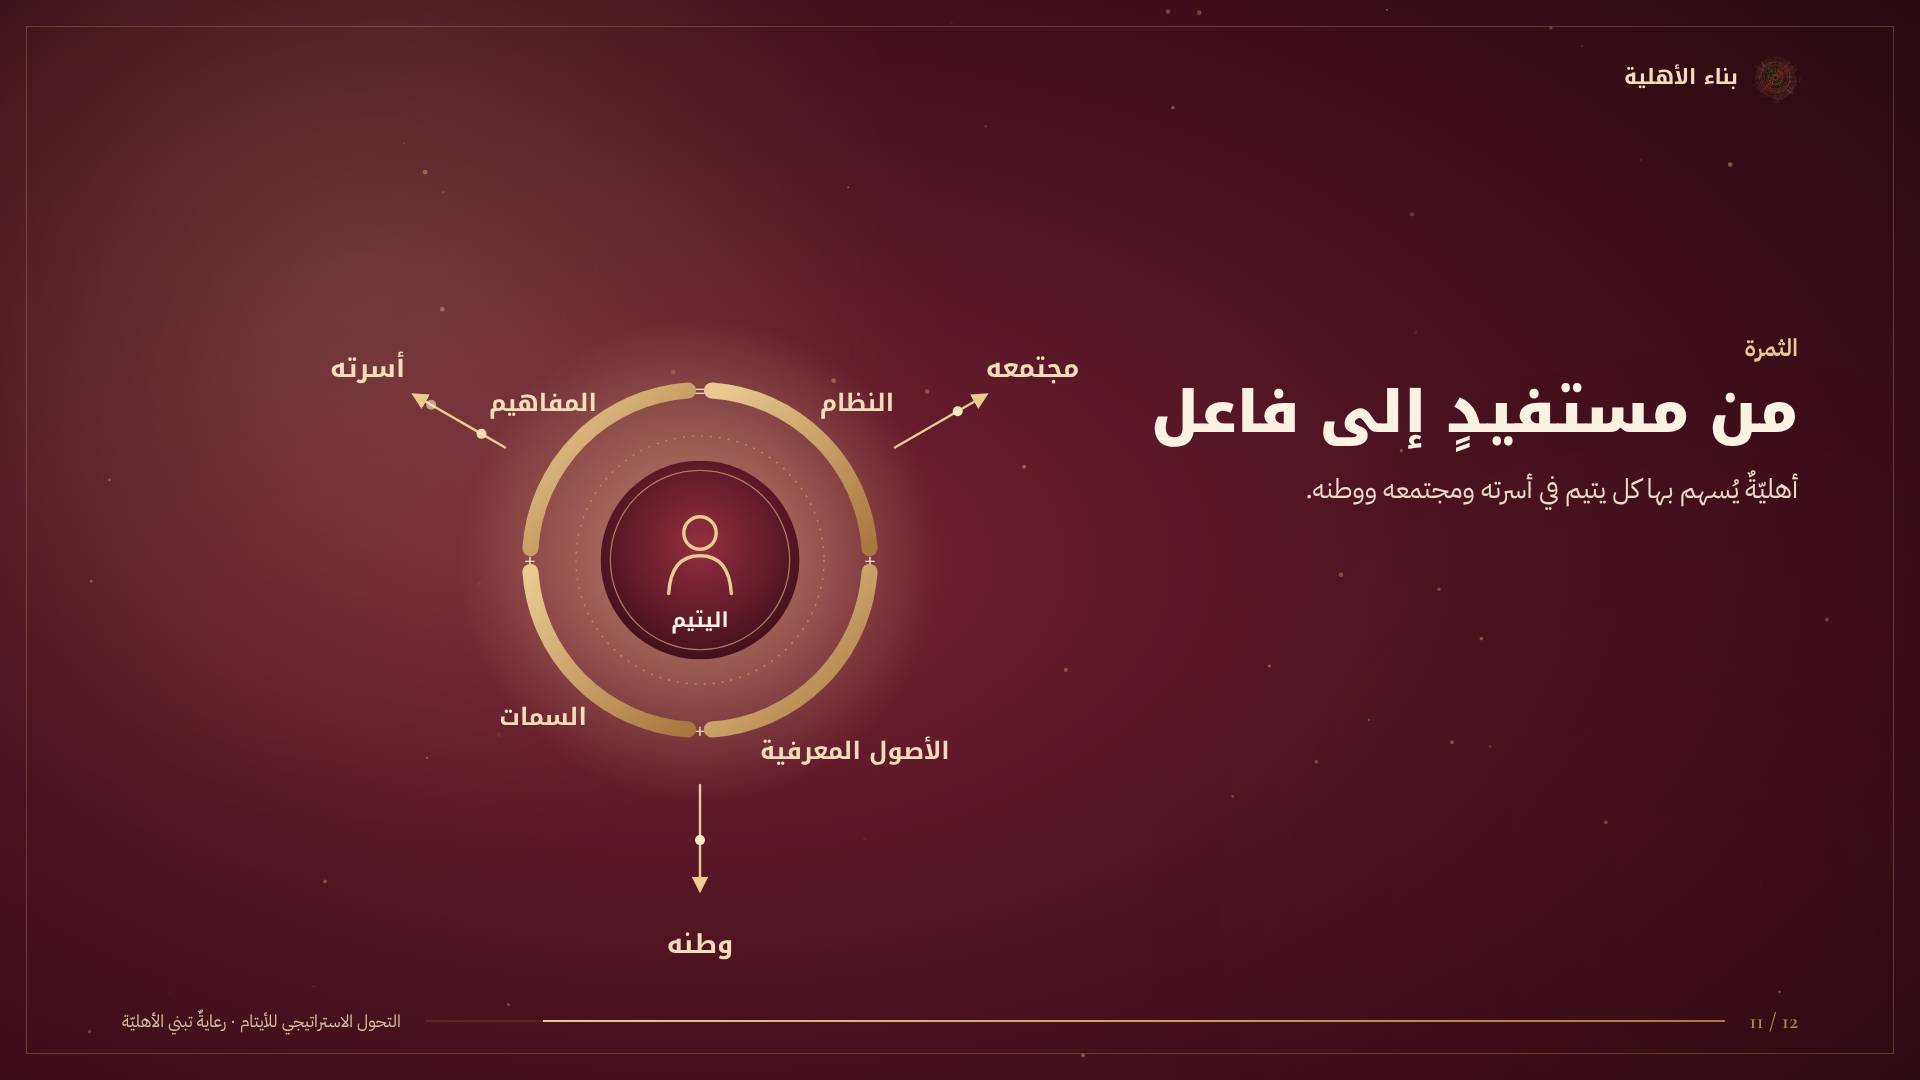 بناء الأهلية
الثمرة
من مستفيدٍ إلى فاعل
أهليّةٌ يُسهم بها كل يتيم في أسرته ومجتمعه ووطنه.
مجتمعه
أسرته
النظام
=
المفاهيم
+
+
اليتيم
السمات
+
الأصول المعرفية
وطنه
11 / 12
التحول الاستراتيجي للأيتام · رعايةٌ تبني الأهليّة